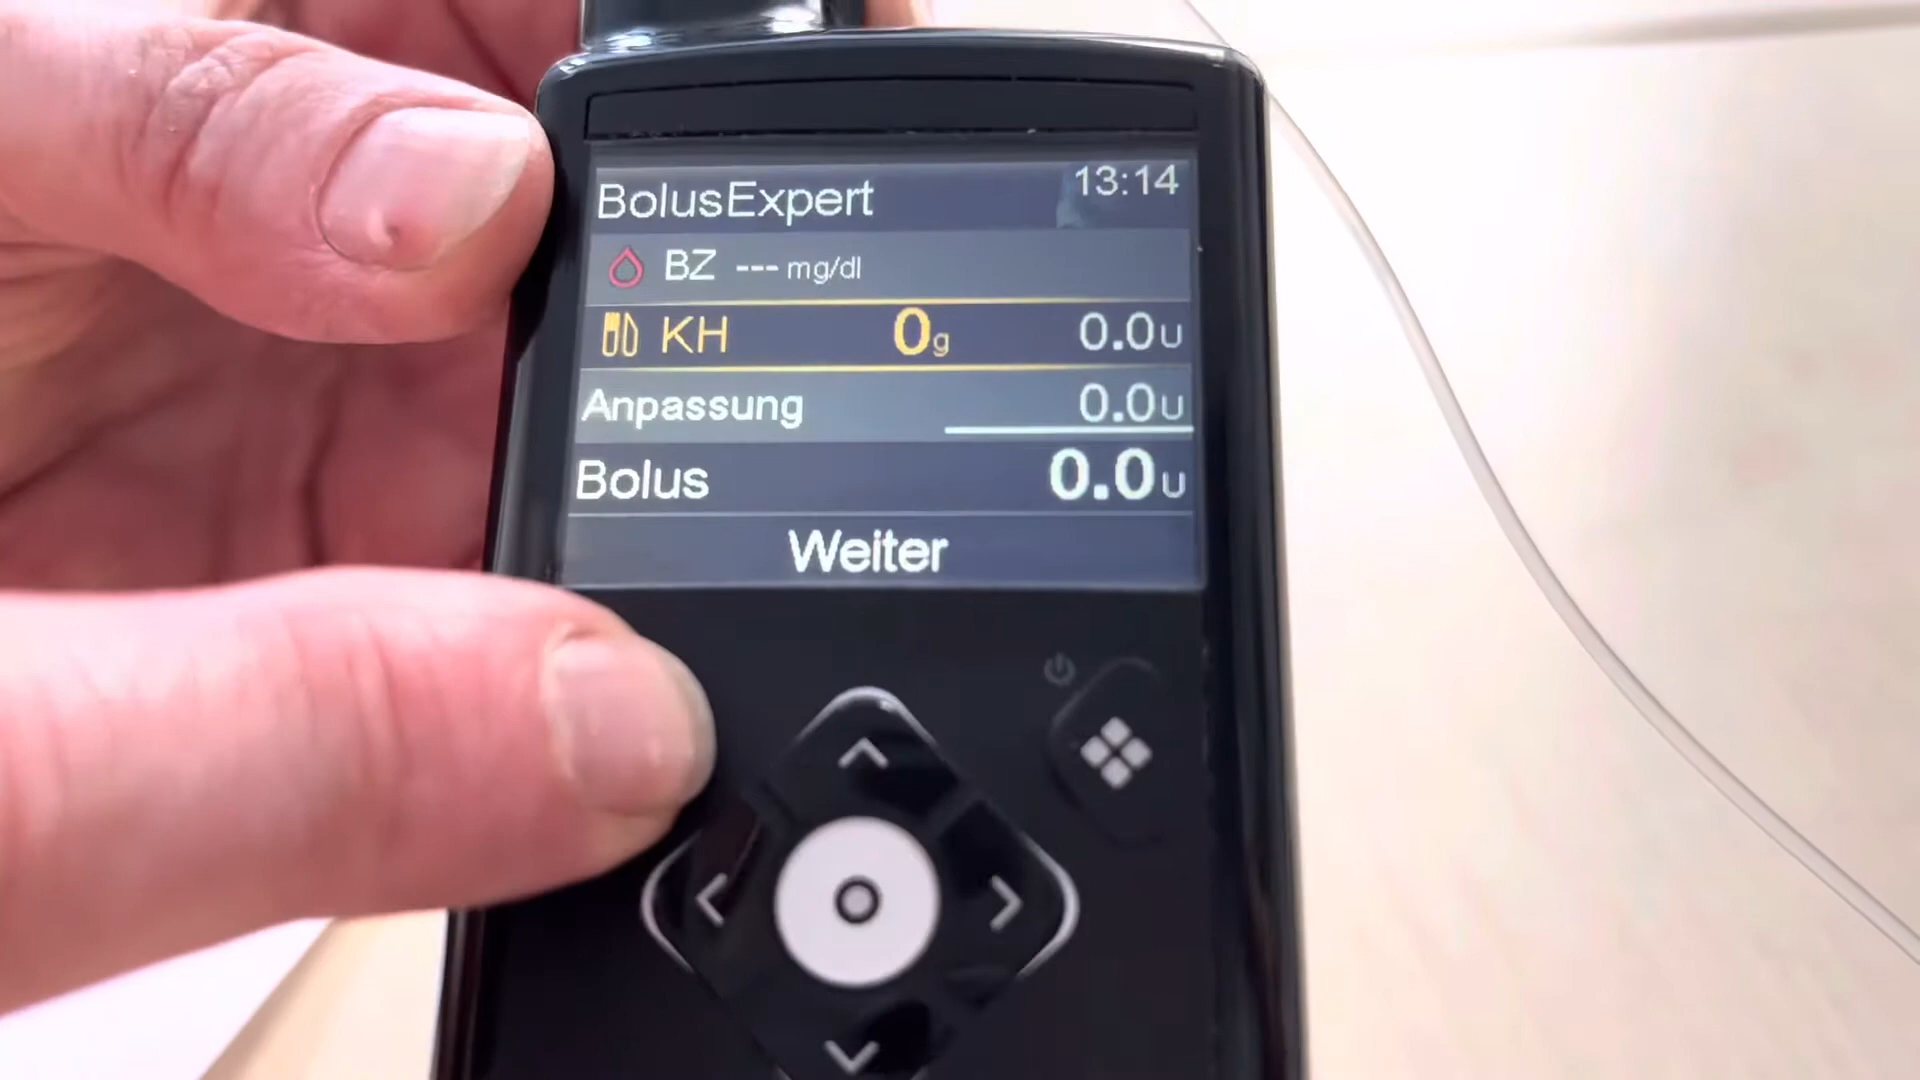 BolusExpert 13:14
BZ --- mg/dl
KH 0g 0.0u
Anpassung 0.0u
Bolus 0.0u
Weiter